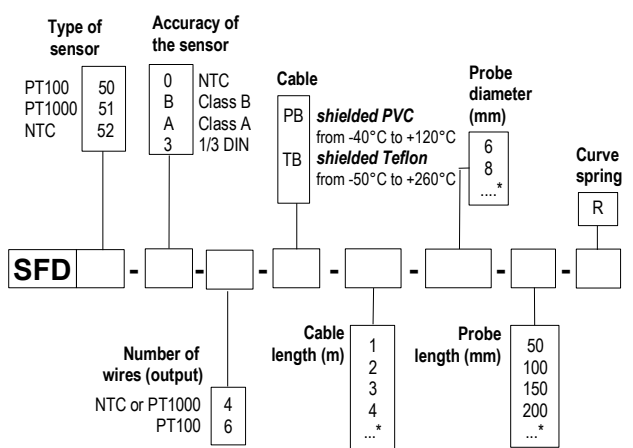 Type of
sensor
PT100 50
PT1000 51
NTC 52
Accuracy of
the sensor
0 NTC
B Class B
A Class A
3 1/3 DIN
Cable
PB shielded PVC
from -40°C to +120°C
TB shielded Teflon
from -50°C to +260°C
Probe
diameter
(mm)
6
8
....*
Curve
spring
R
SFD - - - - - - -
Number of
wires (output)
NTC or PT1000 4
PT100 6
Cable
length (m)
1
2
3
4
...*
Probe
length (mm)
50
100
150
200
...*